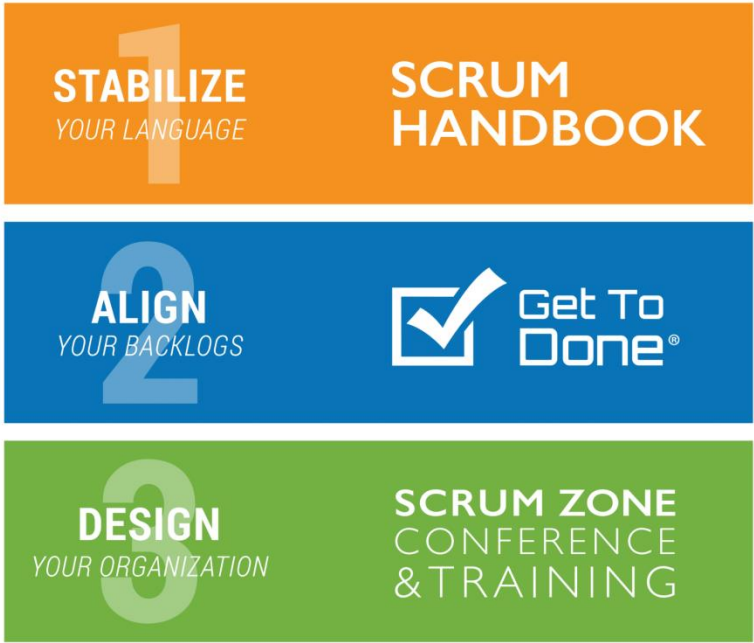 1
STABILIZE
YOUR LANGUAGE
SCRUM
HANDBOOK
2
ALIGN
YOUR BACKLOGS
Get To
Done®
3
DESIGN
YOUR ORGANIZATION
SCRUM ZONE
CONFERENCE
&TRAINING